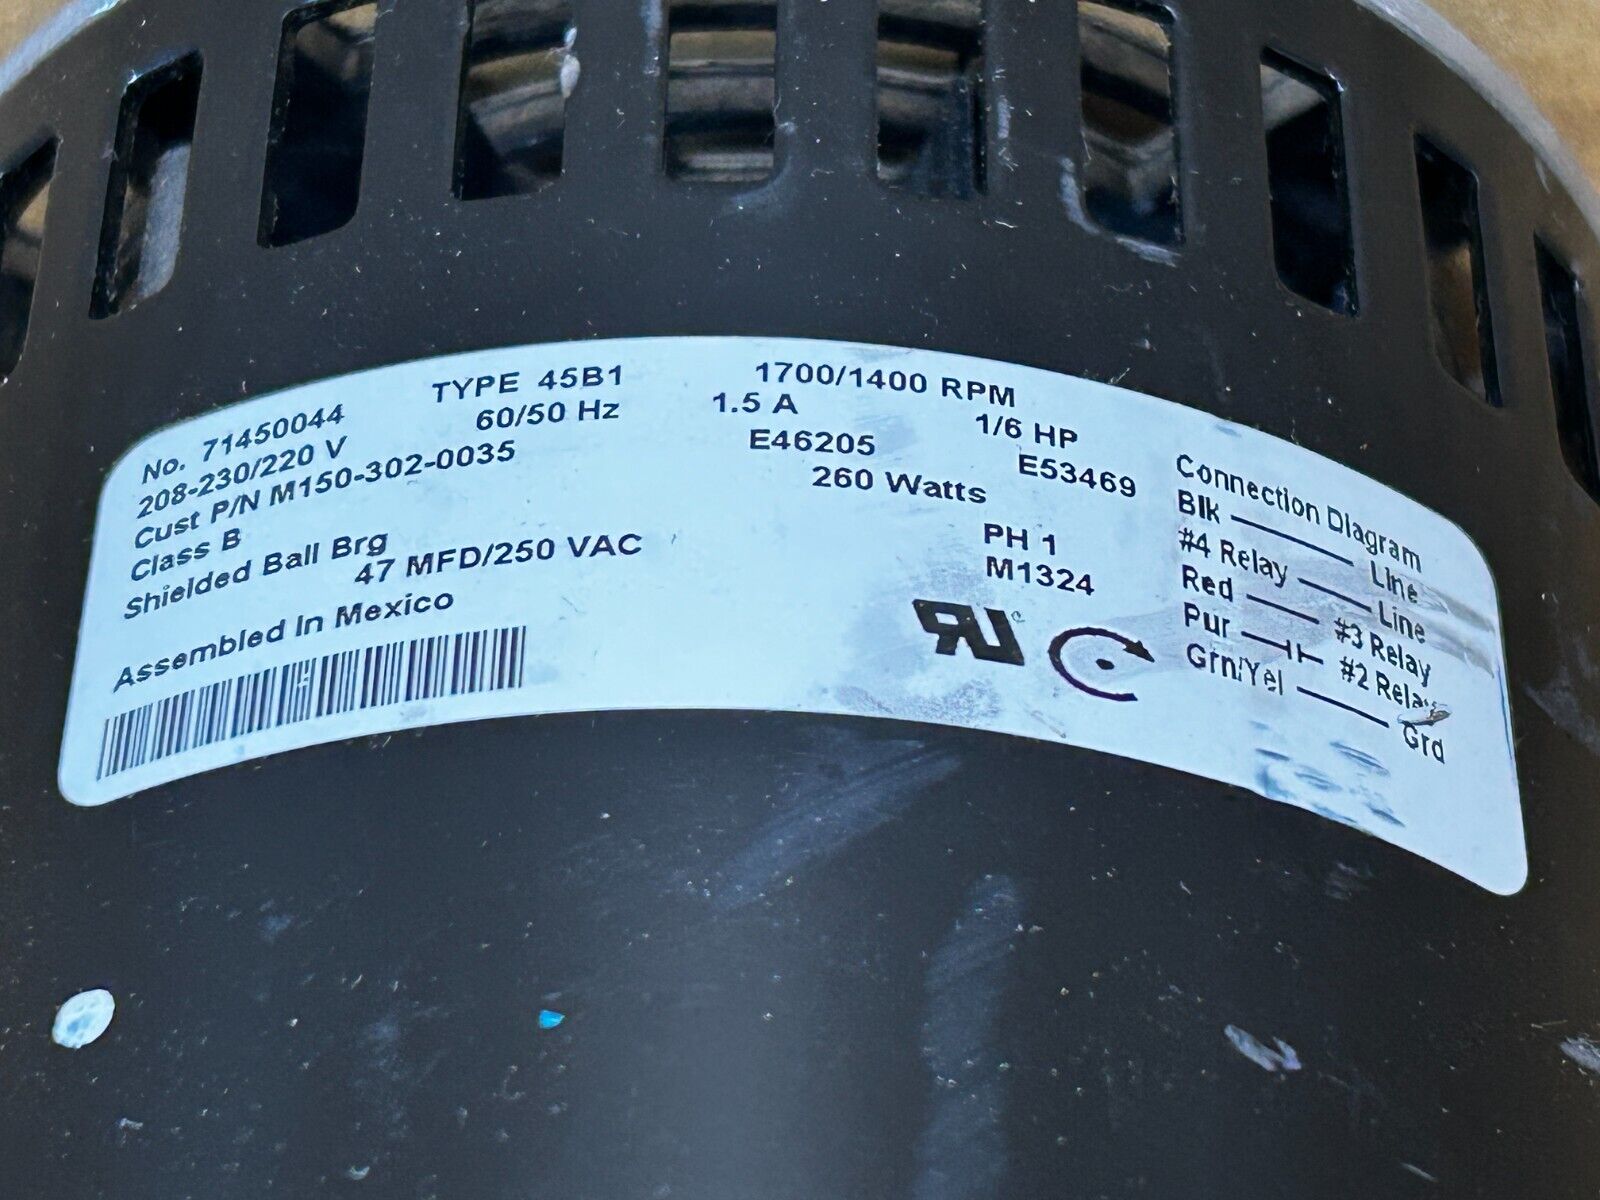 No. 71450044 TYPE 45B1 1700/1400 RPM
208-230/220 V 60/50 Hz 1.5 A 1/6 HP
Cust P/N M150-302-0035 E46205 E53469
Class B 260 Watts
Shielded Ball Brg PH 1
47 MFD/250 VAC M1324
Assembled In Mexico
Connection Diagram
Blk Line
#4 Relay Line
Red #3 Relay
Pur #2 Relay
Grn/Yel Grd